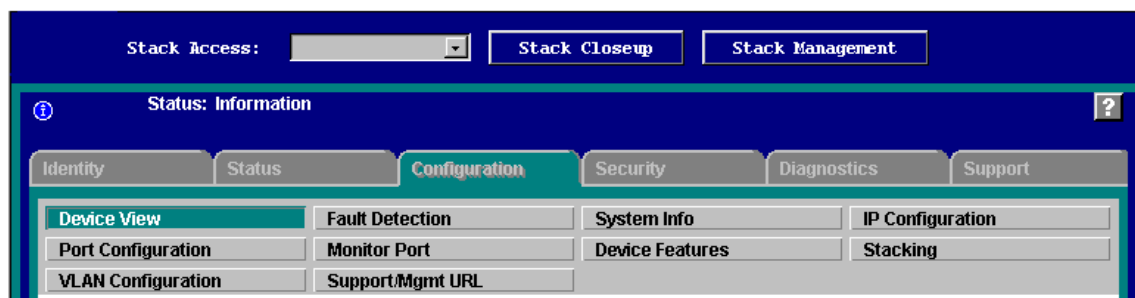 Stack Access: Stack Closeup Stack Management
Status: Information ?
Identity Status Configuration Security Diagnostics Support
Device View Fault Detection System Info IP Configuration
Port Configuration Monitor Port Device Features Stacking
VLAN Configuration Support/Mgmt URL